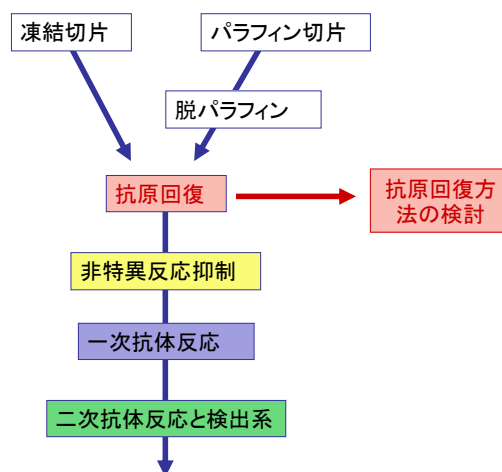 凍結切片
パラフィン切片
脱パラフィン
抗原回復
抗原回復方
法の検討
非特異反応抑制
一次抗体反応
二次抗体反応と検出系